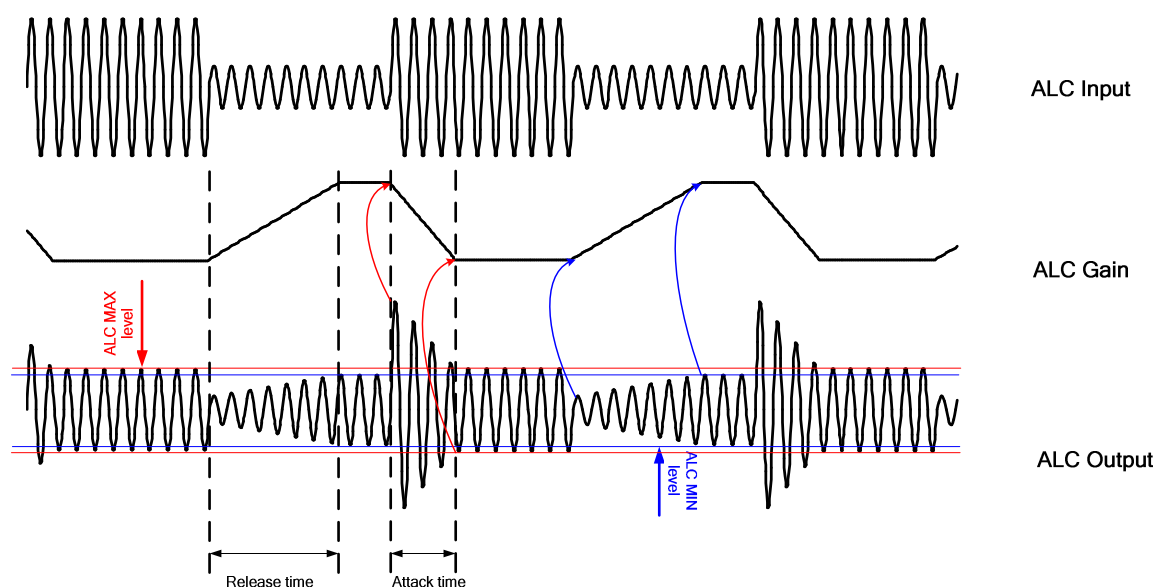 ALC Input
ALC Gain
ALC MAX
level
ALC Output
ALC MIN
level
Release time
Attack time